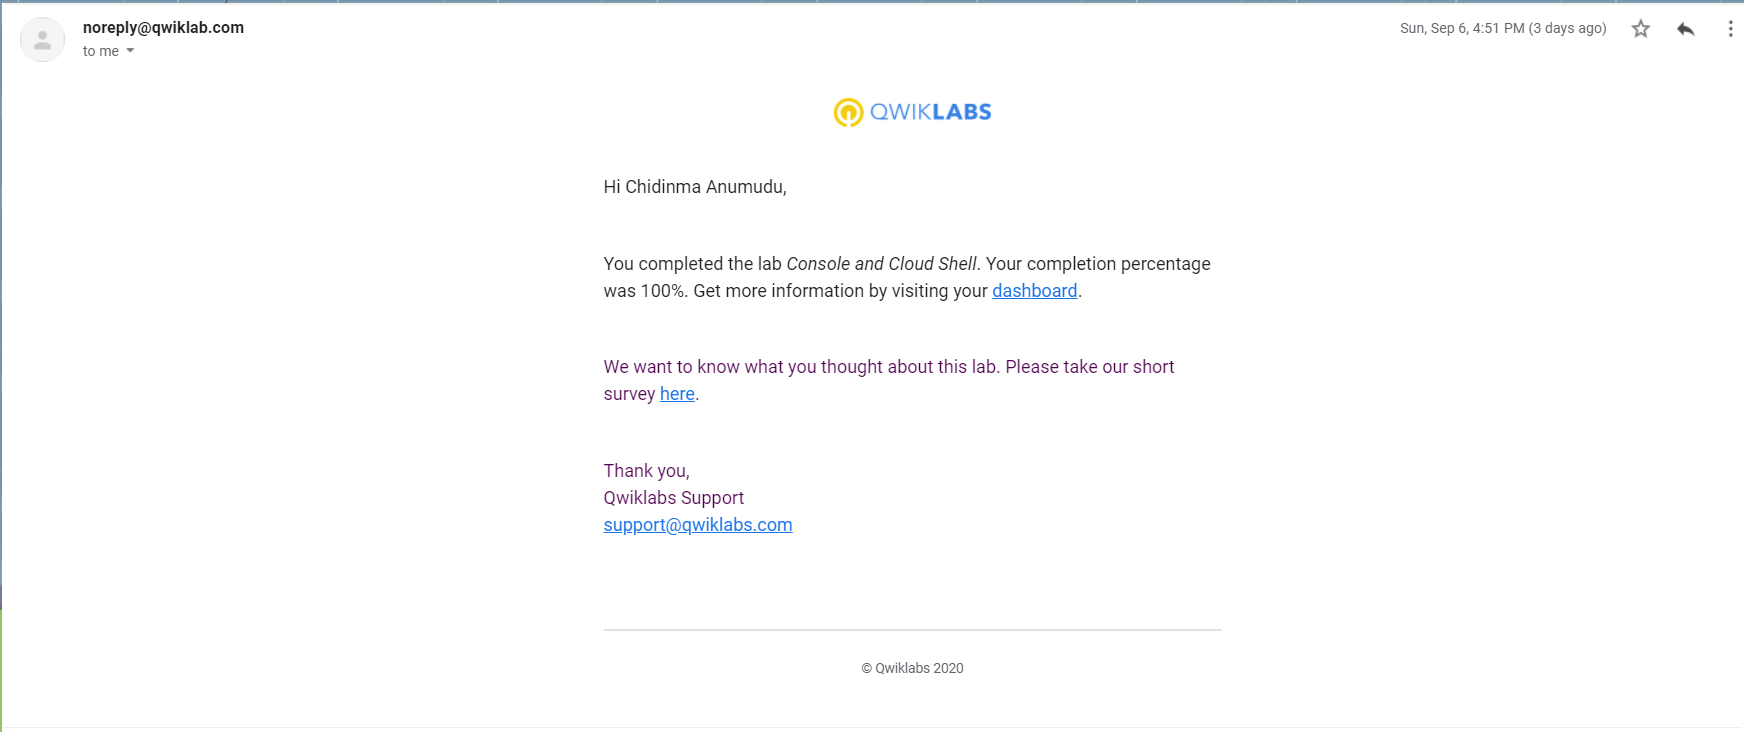 noreply@qwiklab.com
Sun, Sep 6, 4:51 PM (3 days ago)
to me
QWIKLABS
Hi Chidinma Anumudu,
You completed the lab Console and Cloud Shell. Your completion percentage
was 100%. Get more information by visiting your dashboard.
We want to know what you thought about this lab. Please take our short
survey here.
Thank you,
Qwiklabs Support
support@qwiklabs.com
© Qwiklabs 2020